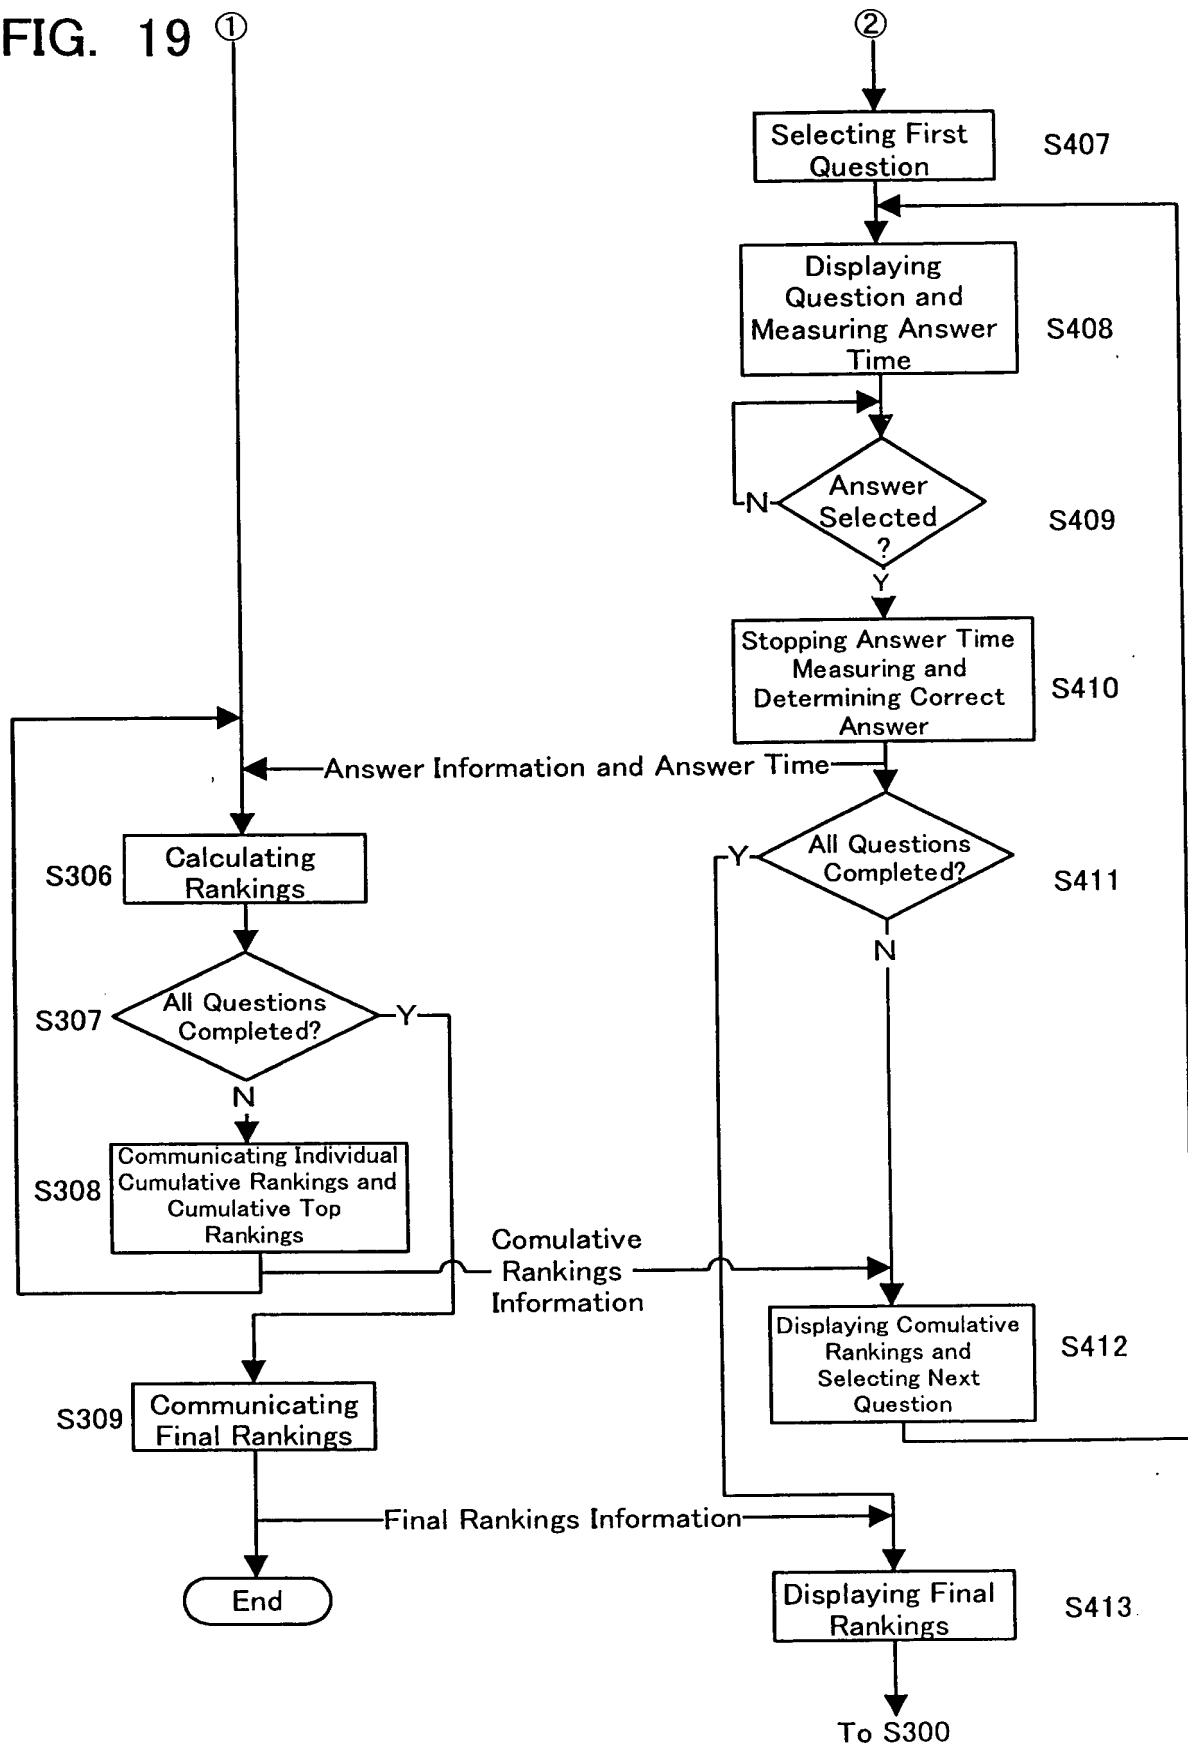 FIG. 19
①
②
Selecting First
Question
S407
Displaying
Question and
Measuring Answer
Time
S408
Answer
Selected
?
N
S409
Y
Stopping Answer Time
Measuring and
Determining Correct
Answer
S410
Answer Information and Answer Time
Calculating
Rankings
S306
All Questions
Completed?
Y
S411
N
All Questions
Completed?
Y
S307
N
Communicating Individual
Cumulative Rankings and
Cumulative Top
Rankings
S308
Comulative
Rankings
Information
Displaying Comulative
Rankings and
Selecting Next
Question
S412
Communicating
Final Rankings
S309
Final Rankings Information
End
Displaying Final
Rankings
S413
To S300